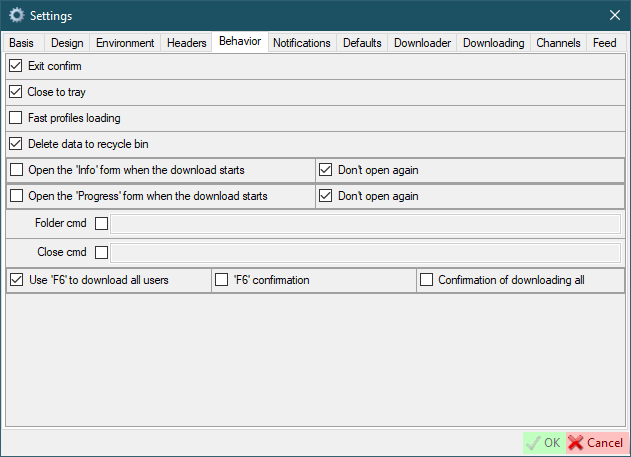 Settings
Basis Design Environment Headers Behavior Notifications Defaults Downloader Downloading Channels Feed
Exit confirm
Close to tray
Fast profiles loading
Delete data to recycle bin
Open the 'Info' form when the download starts Don't open again
Open the 'Progress' form when the download starts Don't open again
Folder cmd
Close cmd
Use 'F6' to download all users 'F6' confirmation Confirmation of downloading all
OK Cancel